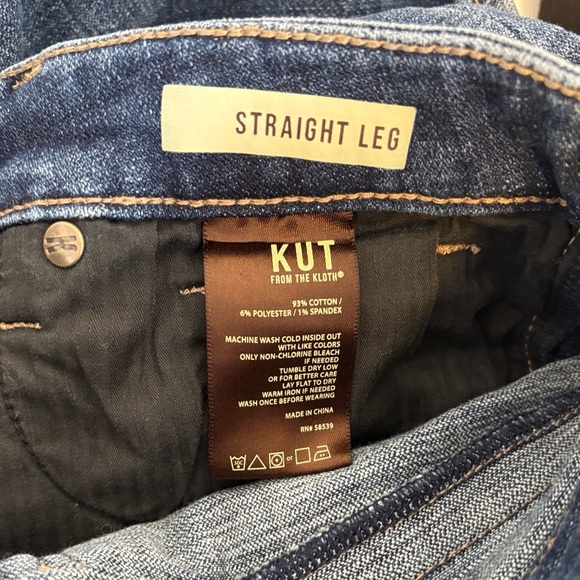 STRAIGHT LEG
KUT
FROM THE KLOTH®
93% COTTON /
6% POLYESTER / 1% SPANDEX
MACHINE WASH COLD INSIDE OUT
WITH LIKE COLORS
ONLY NON-CHLORINE BLEACH
IF NEEDED
TUMBLE DRY LOW
OR FOR BETTER CARE
LAY FLAT TO DRY
WARM IRON IF NEEDED
WASH ONCE BEFORE WEARING
MADE IN CHINA
RN# 58539
or